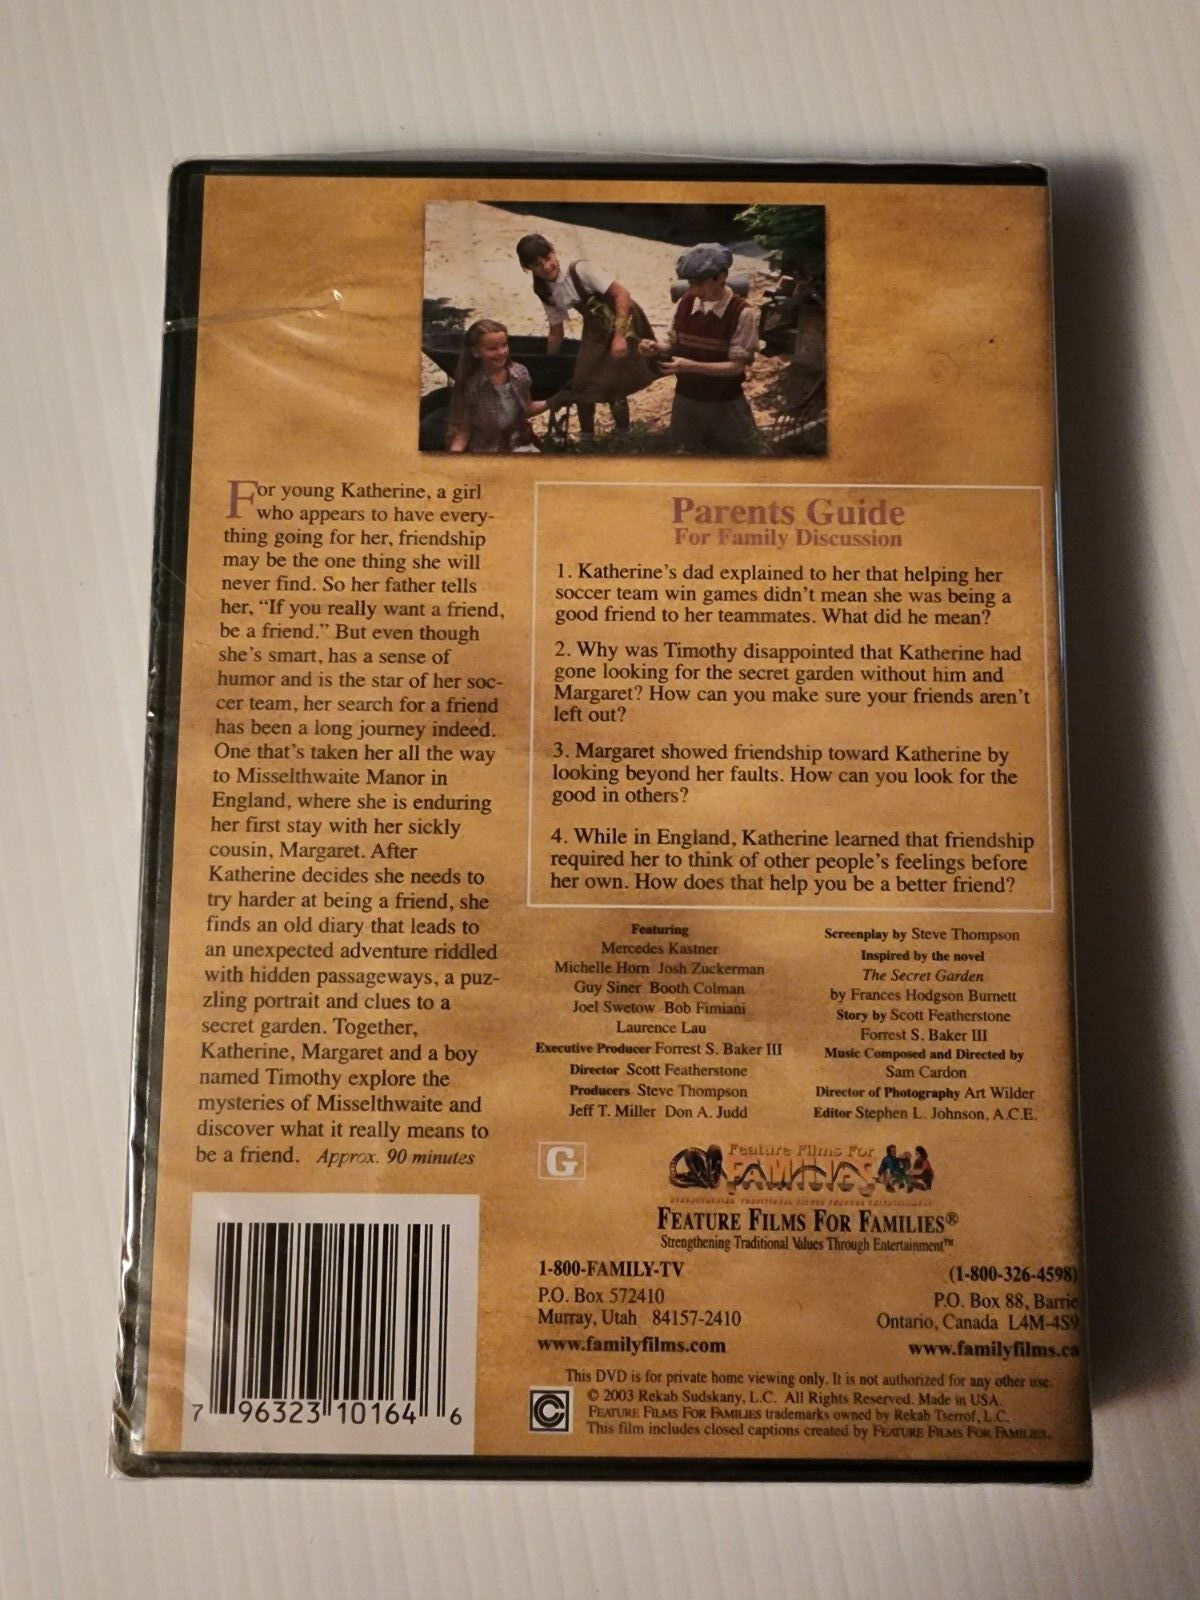 For young Katherine, a girl
who appears to have every-
thing going for her, friendship
may be the one thing she will
never find. So her father tells
her, “If you really want a friend,
be a friend.” But even though
she’s smart, has a sense of
humor and is the star of her soc-
cer team, her search for a friend
has been a long journey indeed.
One that’s taken her all the way
to Misselthwaite Manor in
England, where she is enduring
her first stay with her sickly
cousin, Margaret. After
Katherine decides she needs to
try harder at being a friend, she
finds an old diary that leads to
an unexpected adventure riddled
with hidden passageways, a puz-
zling portrait and clues to a
secret garden. Together,
Katherine, Margaret and a boy
named Timothy explore the
mysteries of Misselthwaite and
discover what it really means to
be a friend. Approx. 90 minutes
Parents Guide
For Family Discussion
1. Katherine’s dad explained to her that helping her
soccer team win games didn’t mean she was being a
good friend to her teammates. What did he mean?
2. Why was Timothy disappointed that Katherine had
gone looking for the secret garden without him and
Margaret? How can you make sure your friends aren’t
left out?
3. Margaret showed friendship toward Katherine by
looking beyond her faults. How can you look for the
good in others?
4. While in England, Katherine learned that friendship
required her to think of other people’s feelings before
her own. How does that help you be a better friend?
Featuring
Mercedes Kastner
Michelle Horn Josh Zuckerman
Guy Siner Booth Colman
Joel Swetow Bob Fimiani
Laurence Lau
Executive Producer Forrest S. Baker III
Director Scott Featherstone
Producers Steve Thompson
Jeff T. Miller Don A. Judd
Screenplay by Steve Thompson
Inspired by the novel
The Secret Garden
by Frances Hodgson Burnett
Story by Scott Featherstone
Forrest S. Baker III
Music Composed and Directed by
Sam Cardon
Director of Photography Art Wilder
Editor Stephen L. Johnson, A.C.E.
G
Feature Films For
FAMILIES
FEATURE FILMS FOR FAMILIES®
Strengthening Traditional Values Through Entertainment™
1-800-FAMILY-TV
P.O. Box 572410
Murray, Utah 84157-2410
www.familyfilms.com
(1-800-326-4598)
P.O. Box 88, Barrie
Ontario, Canada L4M-4S9
www.familyfilms.ca
This DVD is for private home viewing only. It is not authorized for any other use.
© 2003 Rekab Sudskany, L.C. All Rights Reserved. Made in USA.
FEATURE FILMS FOR FAMILIES trademarks owned by Rekab Tserrof, L.C.
This film includes closed captions created by FEATURE FILMS FOR FAMILIES.
7 96323 10164 6